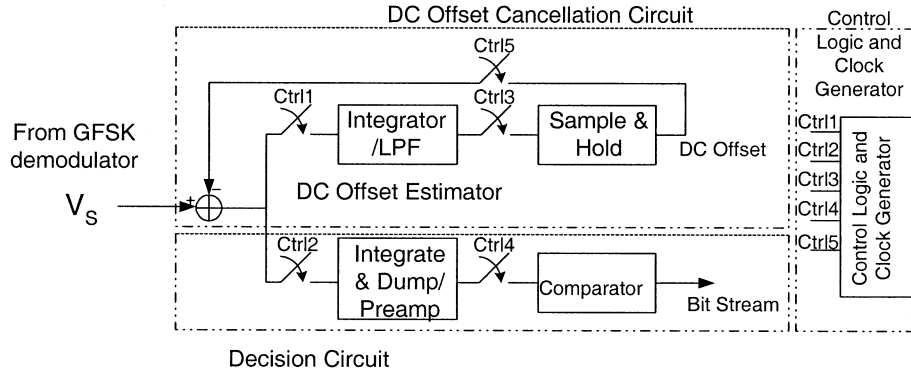 DC Offset Cancellation Circuit
Control
Logic and
Clock
Generator
Ctrl5
Ctrl1
Integrator
/LPF
Ctrl3
Sample &
Hold
DC Offset
From GFSK
demodulator
VS
+
−
DC Offset Estimator
Ctrl1
Ctrl2
Ctrl3
Ctrl4
Ctrl5
Control Logic and
Clock Generator
Ctrl2
Integrate
& Dump/
Preamp
Ctrl4
Comparator
Bit Stream
Decision Circuit